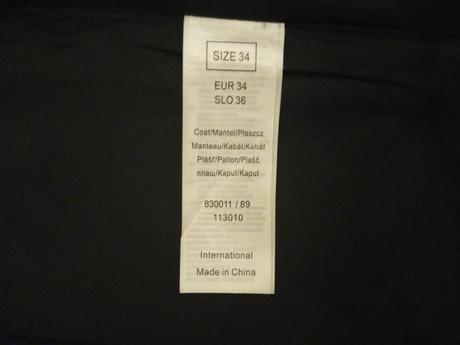 SIZE 34
EUR 34
SLO 36
Coat/Mantel/Płaszcz
Manteau/Kabát/Kabát
Plášť/Palton/Plašč
плаш/Kaput/Kaput
830011 / 89
113010
International
Made in China